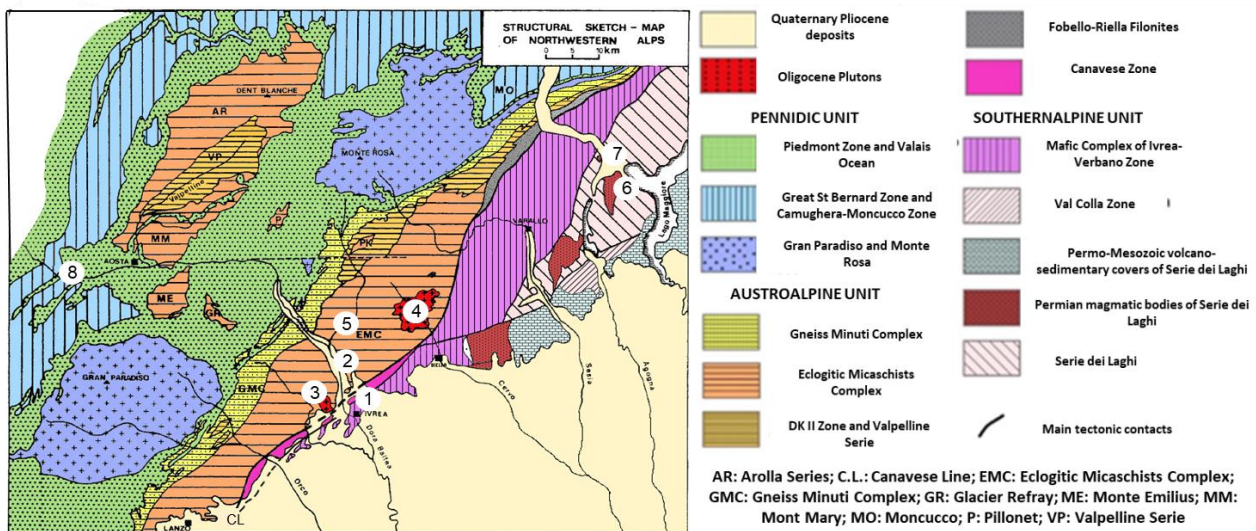 STRUCTURAL SKETCH – MAP
OF NORTHWESTERN ALPS
0 5 10km
DENT BLANCHE
AR
MO
VP
Valpelline
MONTE ROSA
7
6
Lago Maggiore
VARALLO
MM
P
PK
AOSTA
8
ME
GR
4
5
EMC
2
GRAN PARADISO
GMC
3
1
IVREA
Dora Baltea
Orco
Cervo
Sesia
Agogna
LANZO
CL
Quaternary Pliocene
deposits
Oligocene Plutons
PENNIDIC UNIT
Piedmont Zone and Valais
Ocean
Great St Bernard Zone and
Camughera-Moncucco Zone
Gran Paradiso and Monte
Rosa
AUSTROALPINE UNIT
Gneiss Minuti Complex
Eclogitic Micaschists
Complex
DK II Zone and Valpelline
Serie
Fobello-Riella Filonites
Canavese Zone
SOUTHERNALPINE UNIT
Mafic Complex of Ivrea-
Verbano Zone
Val Colla Zone
Permo-Mesozoic volcano-
sedimentary covers of Serie dei Laghi
Permian magmatic bodies of Serie dei
Laghi
Serie dei Laghi
Main tectonic contacts
AR: Arolla Series; C.L.: Canavese Line; EMC: Eclogitic Micaschists Complex;
GMC: Gneiss Minuti Complex; GR: Glacier Refray; ME: Monte Emilius; MM:
Mont Mary; MO: Moncucco; P: Pillonet; VP: Valpelline Serie